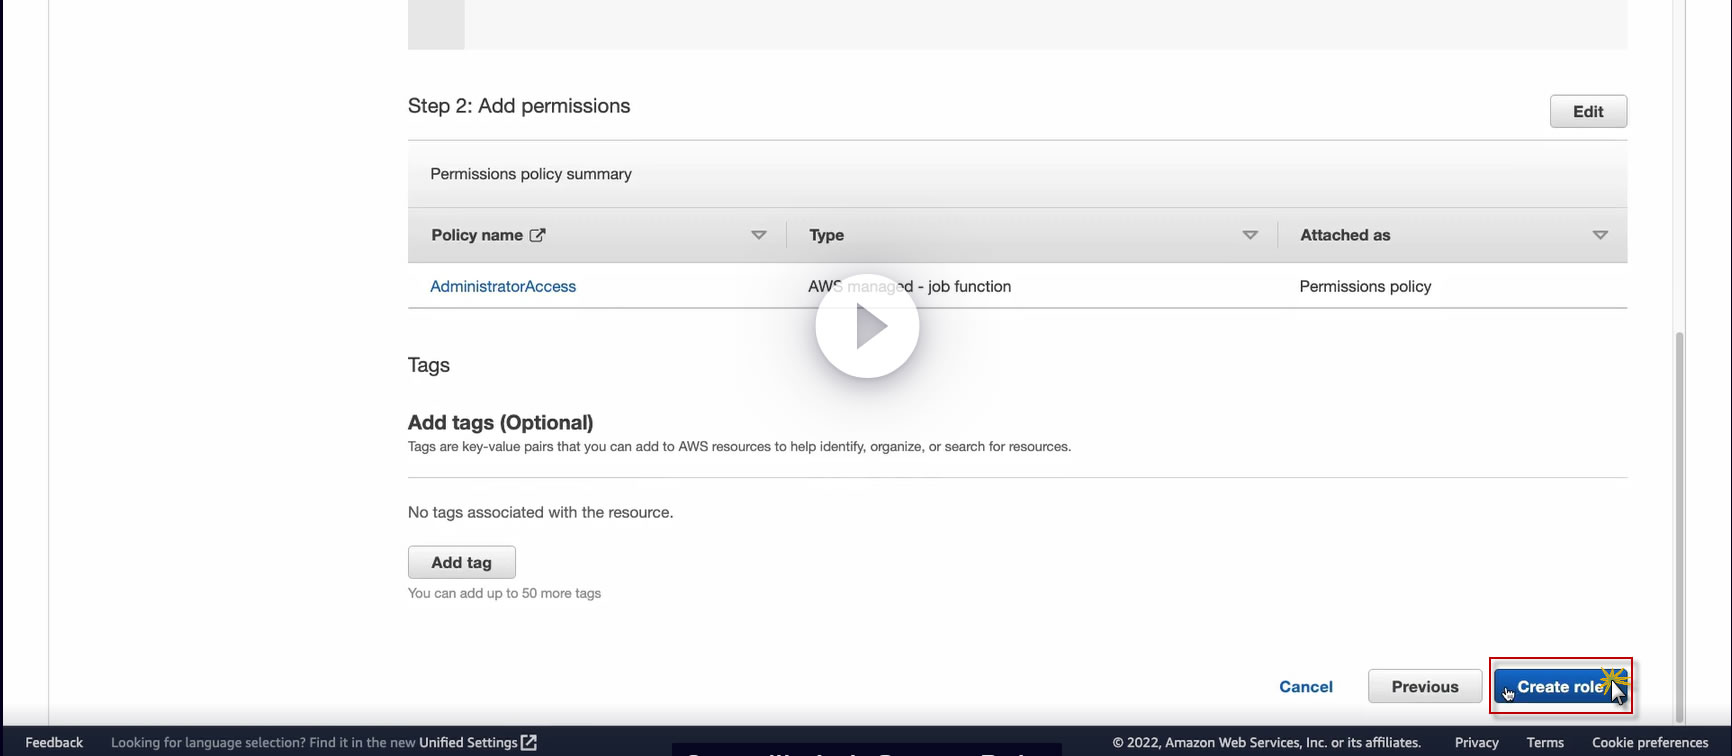 Step 2: Add permissions
Edit
Permissions policy summary
Policy name Type Attached as
AdministratorAccess AWS managed - job function Permissions policy
Tags
Add tags (Optional)
Tags are key-value pairs that you can add to AWS resources to help identify, organize, or search for resources.
No tags associated with the resource.
Add tag
You can add up to 50 more tags
Cancel Previous Create role
Feedback Looking for language selection? Find it in the new Unified Settings © 2022, Amazon Web Services, Inc. or its affiliates. Privacy Terms Cookie preferences